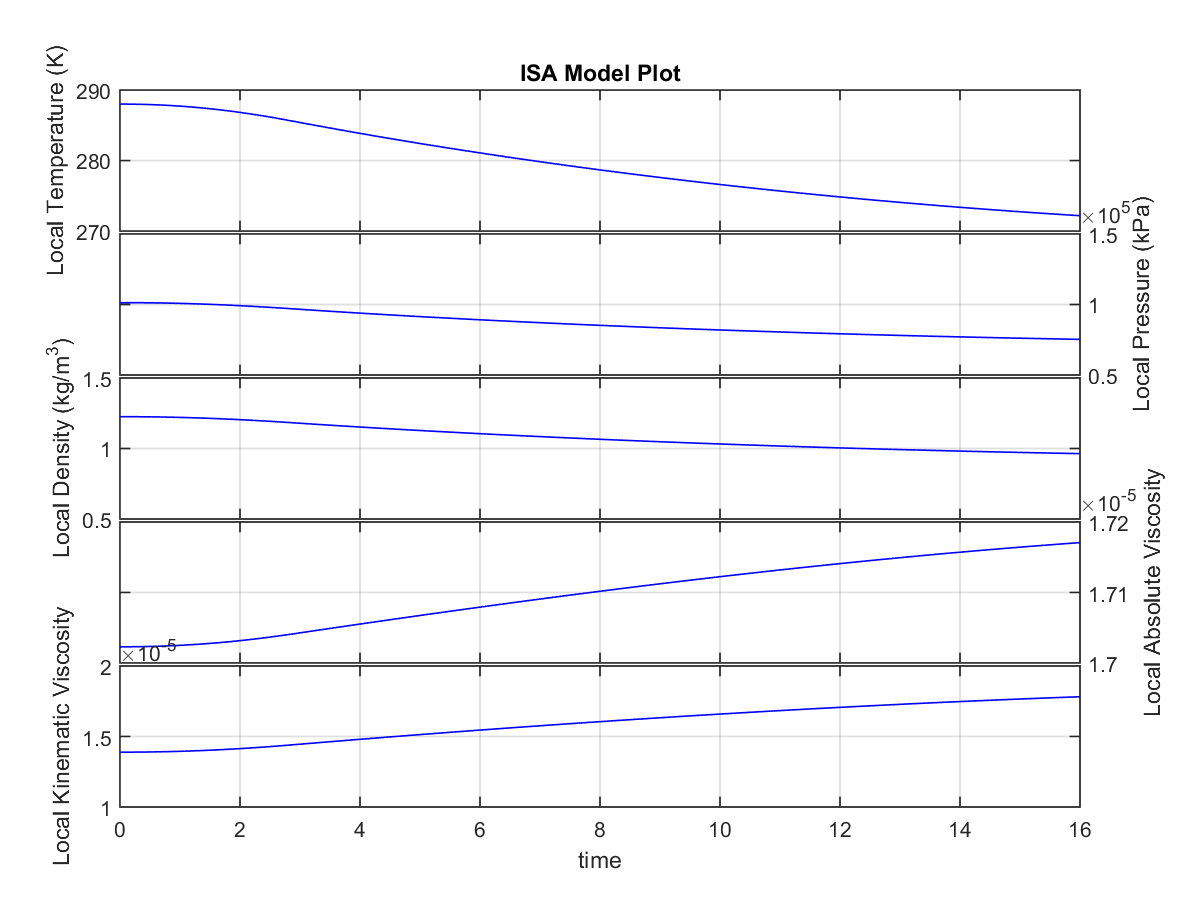 ISA Model Plot
Local Temperature (K)
290
280
270
×10^5
Local Pressure (kPa)
1.5
1
0.5
Local Density (kg/m^3)
1.5
1
0.5
×10^-5
Local Absolute Viscosity
1.72
1.71
1.7
×10^-5
Local Kinematic Viscosity
2
1.5
1
0 2 4 6 8 10 12 14 16
time